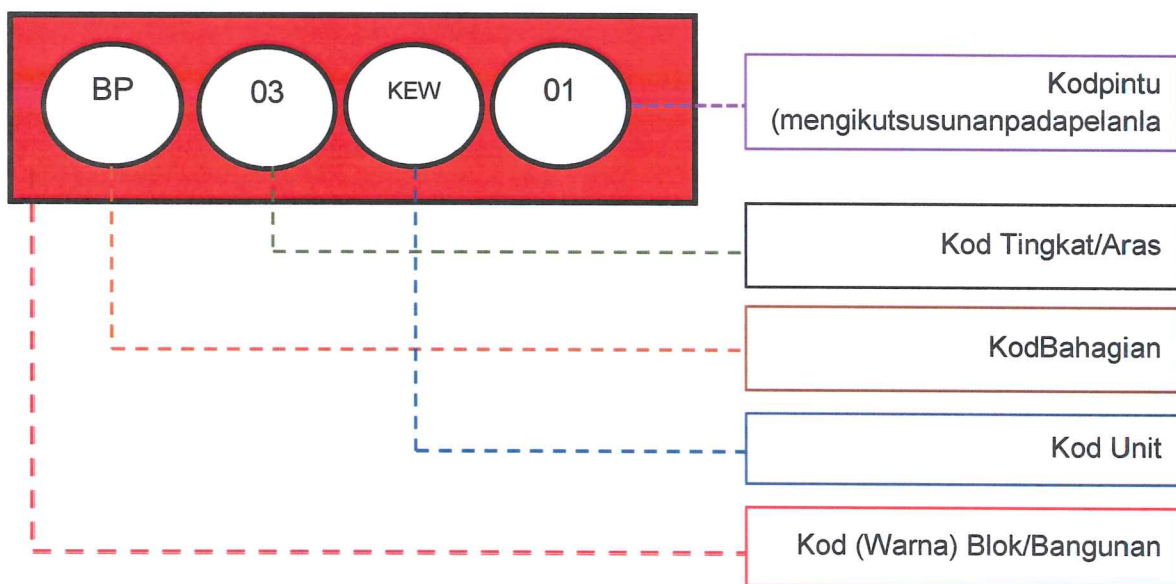 BP
03
KEW
01
Kodpintu
(mengikutsusunanpadapelanla
Kod Tingkat/Aras
KodBahagian
Kod Unit
Kod (Warna) Blok/Bangunan